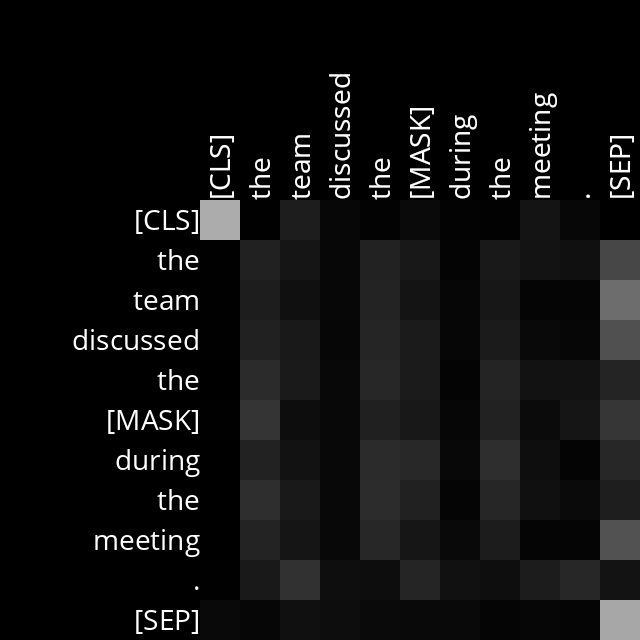 [CLS] the team discussed the [MASK] during the meeting . [SEP]
[CLS]
the
team
discussed
the
[MASK]
during
the
meeting
.
[SEP]